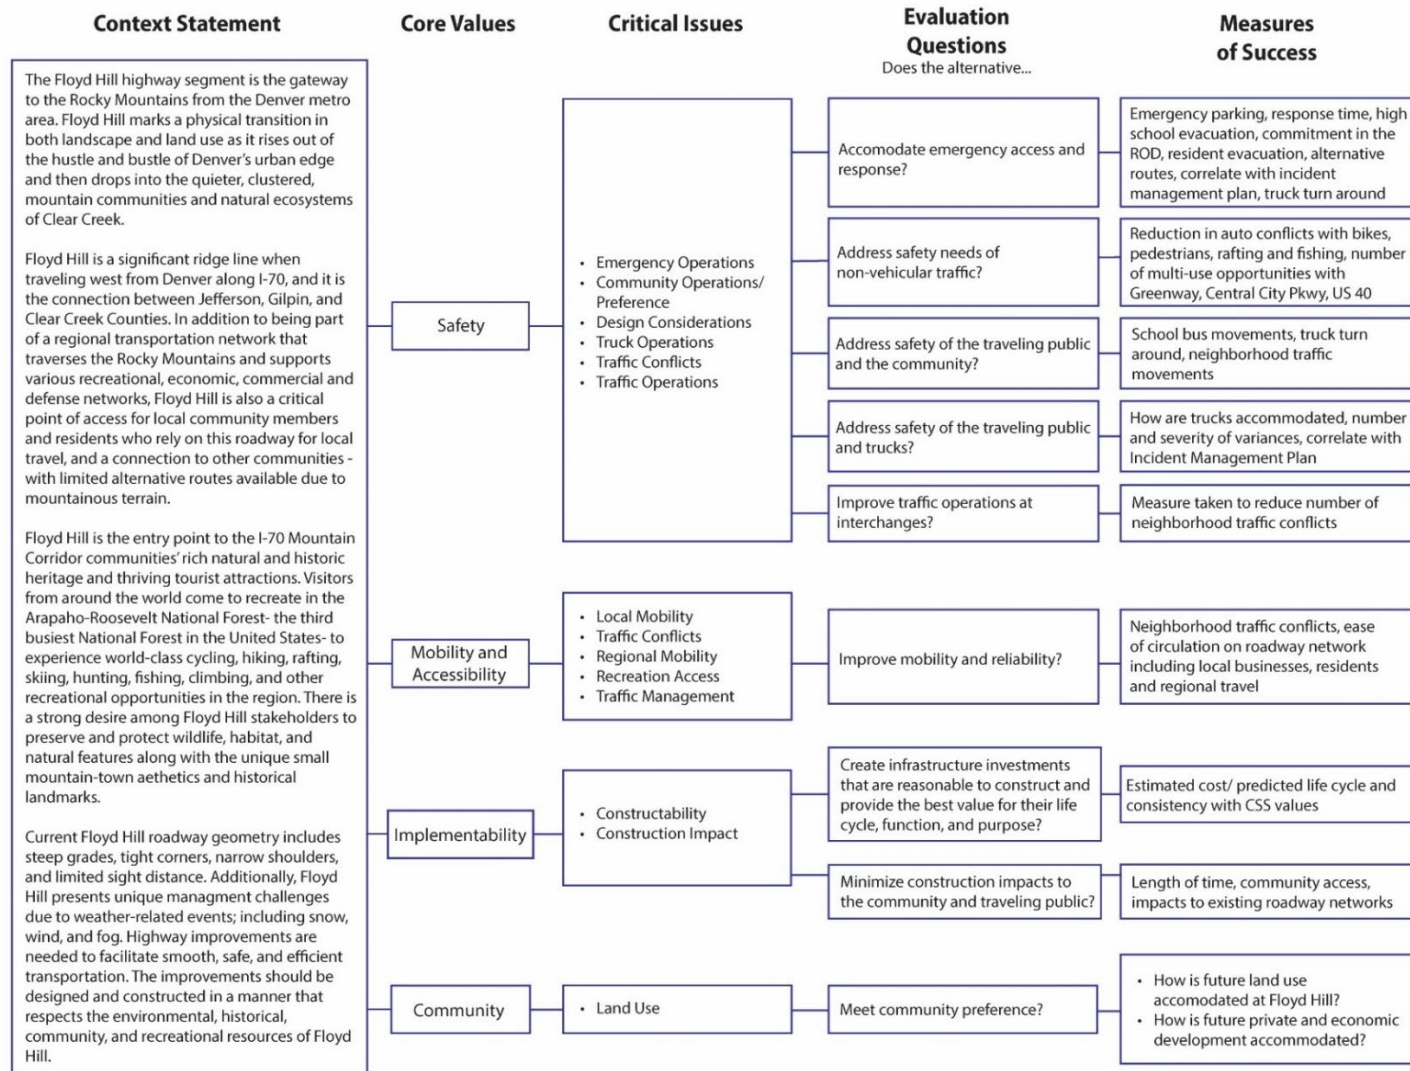 Context Statement
Core Values
Critical Issues
Evaluation
Questions
Does the alternative...
Measures
of Success
The Floyd Hill highway segment is the gateway
to the Rocky Mountains from the Denver metro
area. Floyd Hill marks a physical transition in
both landscape and land use as it rises out of
the hustle and bustle of Denver's urban edge
and then drops into the quieter, clustered,
mountain communities and natural ecosystems
of Clear Creek.
Floyd Hill is a significant ridge line when
traveling west from Denver along I-70, and it is
the connection between Jefferson, Gilpin, and
Clear Creek Counties. In addition to being part
of a regional transportation network that
traverses the Rocky Mountains and supports
various recreational, economic, commercial and
defense networks, Floyd Hill is also a critical
point of access for local community members
and residents who rely on this roadway for local
travel, and a connection to other communities -
with limited alternative routes available due to
mountainous terrain.
Floyd Hill is the entry point to the I-70 Mountain
Corridor communities' rich natural and historic
heritage and thriving tourist attractions. Visitors
from around the world come to recreate in the
Arapaho-Roosevelt National Forest- the third
busiest National Forest in the United States- to
experience world-class cycling, hiking, rafting,
skiing, hunting, fishing, climbing, and other
recreational opportunities in the region. There is
a strong desire among Floyd Hill stakeholders to
preserve and protect wildlife, habitat, and
natural features along with the unique small
mountain-town aethetics and historical
landmarks.
Current Floyd Hill roadway geometry includes
steep grades, tight corners, narrow shoulders,
and limited sight distance. Additionally, Floyd
Hill presents unique managment challenges
due to weather-related events; including snow,
wind, and fog. Highway improvements are
needed to facilitate smooth, safe, and efficient
transportation. The improvements should be
designed and constructed in a manner that
respects the environmental, historical,
community, and recreational resources of Floyd
Hill.
Safety
• Emergency Operations
• Community Operations/
Preference
• Design Considerations
• Truck Operations
• Traffic Conflicts
• Traffic Operations
Accomodate emergency access and
response?
Emergency parking, response time, high
school evacuation, commitment in the
ROD, resident evacuation, alternative
routes, correlate with incident
management plan, truck turn around
Address safety needs of
non-vehicular traffic?
Reduction in auto conflicts with bikes,
pedestrians, rafting and fishing, number
of multi-use opportunities with
Greenway, Central City Pkwy, US 40
Address safety of the traveling public
and the community?
School bus movements, truck turn
around, neighborhood traffic
movements
Address safety of the traveling public
and trucks?
How are trucks accommodated, number
and severity of variances, correlate with
Incident Management Plan
Improve traffic operations at
interchanges?
Measure taken to reduce number of
neighborhood traffic conflicts
Mobility and
Accessibility
• Local Mobility
• Traffic Conflicts
• Regional Mobility
• Recreation Access
• Traffic Management
Improve mobility and reliability?
Neighborhood traffic conflicts, ease
of circulation on roadway network
including local businesses, residents
and regional travel
Implementability
• Constructability
• Construction Impact
Create infrastructure investments
that are reasonable to construct and
provide the best value for their life
cycle, function, and purpose?
Estimated cost/ predicted life cycle and
consistency with CSS values
Minimize construction impacts to
the community and traveling public?
Length of time, community access,
impacts to existing roadway networks
Community
• Land Use
Meet community preference?
• How is future land use
accomodated at Floyd Hill?
• How is future private and economic
development accommodated?